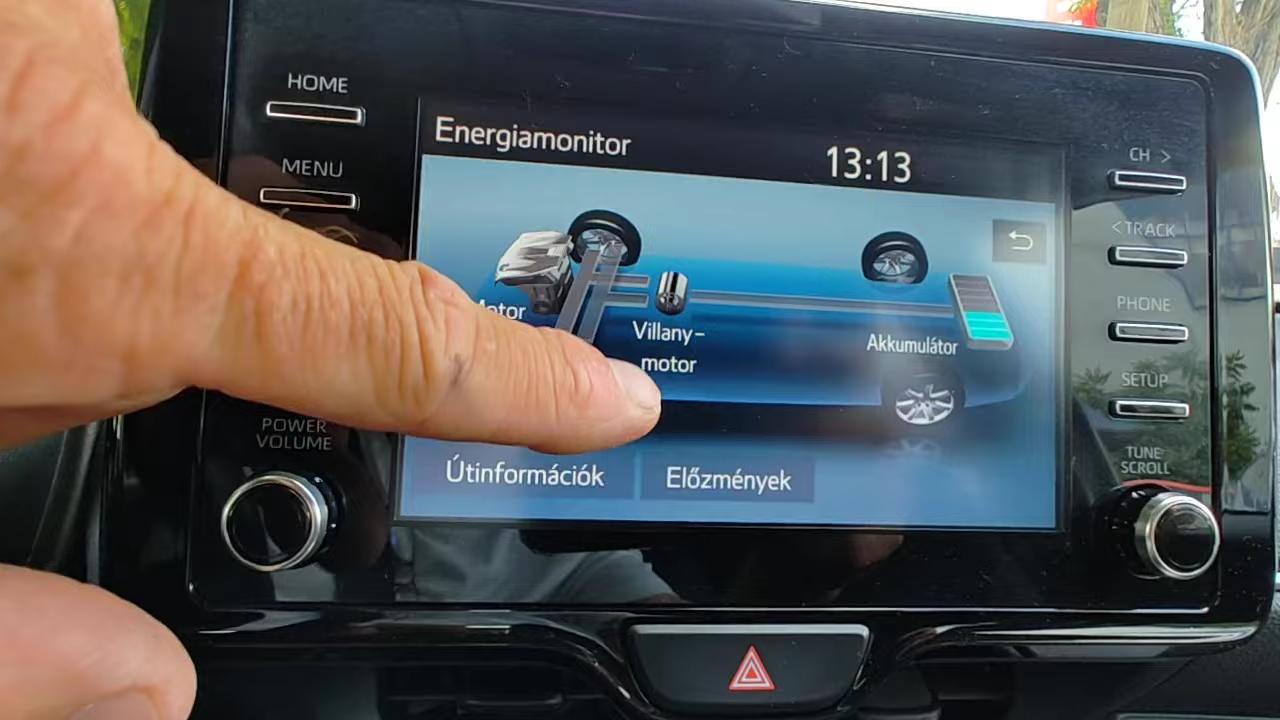 HOME
MENU
POWER
VOLUME
Energiamonitor
13:13
Motor
Villany-
motor
Akkumulátor
Útinformációk
Előzmények
CH >
< TRACK
PHONE
SETUP
TUNE
SCROLL